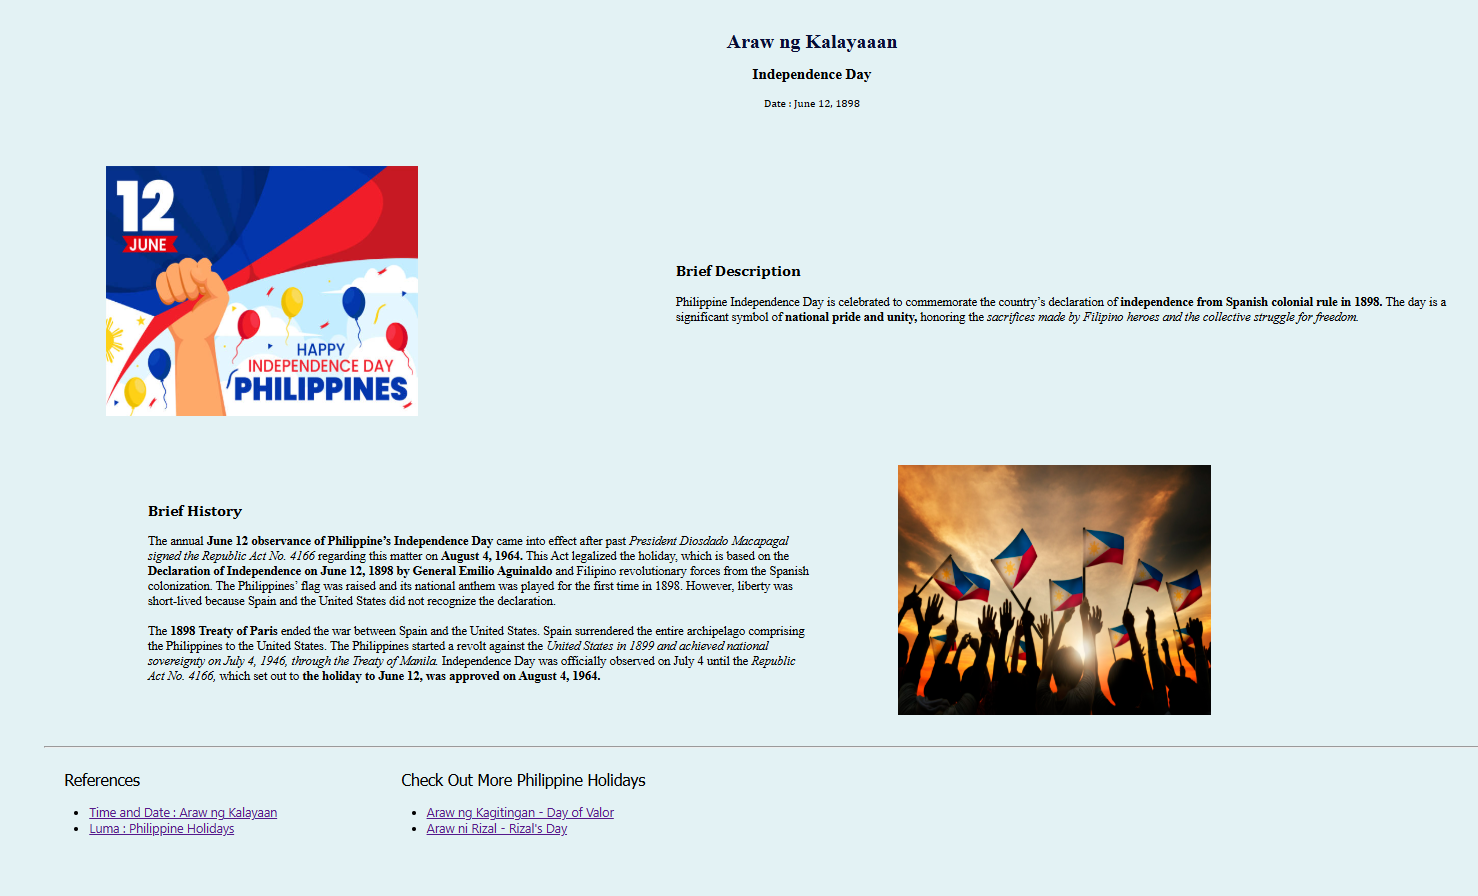 Araw ng Kalayaaan
Independence Day
Date : June 12, 1898
12
JUNE
HAPPY
INDEPENDENCE DAY
PHILIPPINES
Brief Description
Philippine Independence Day is celebrated to commemorate the country’s declaration of independence from Spanish colonial rule in 1898. The day is a
significant symbol of national pride and unity, honoring the sacrifices made by Filipino heroes and the collective struggle for freedom.
Brief History
The annual June 12 observance of Philippine’s Independence Day came into effect after past President Diosdado Macapagal
signed the Republic Act No. 4166 regarding this matter on August 4, 1964. This Act legalized the holiday, which is based on the
Declaration of Independence on June 12, 1898 by General Emilio Aguinaldo and Filipino revolutionary forces from the Spanish
colonization. The Philippines’ flag was raised and its national anthem was played for the first time in 1898. However, liberty was
short-lived because Spain and the United States did not recognize the declaration.
The 1898 Treaty of Paris ended the war between Spain and the United States. Spain surrendered the entire archipelago comprising
the Philippines to the United States. The Philippines started a revolt against the United States in 1899 and achieved national
sovereignty on July 4, 1946, through the Treaty of Manila. Independence Day was officially observed on July 4 until the Republic
Act No. 4166, which set out to the holiday to June 12, was approved on August 4, 1964.
References
Time and Date : Araw ng Kalayaan
Luma : Philippine Holidays
Check Out More Philippine Holidays
Araw ng Kagitingan - Day of Valor
Araw ni Rizal - Rizal's Day